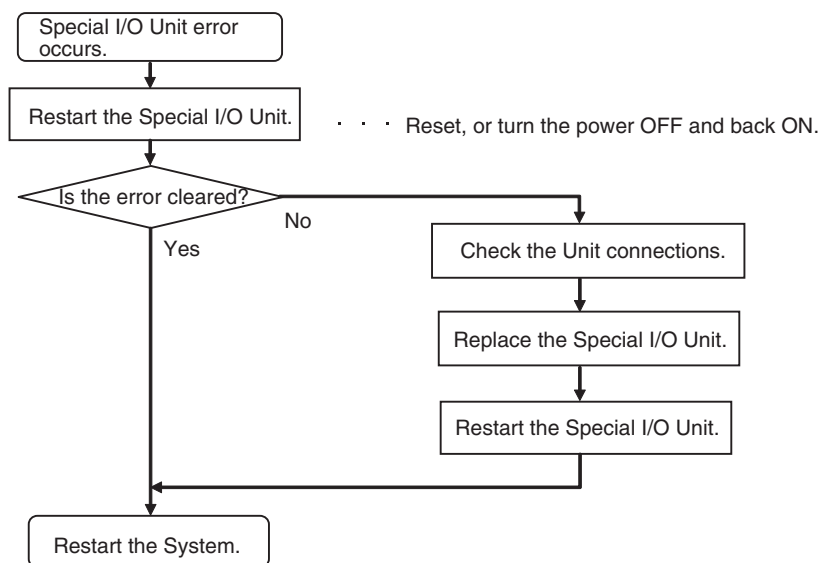 Special I/O Unit error
occurs.
Restart the Special I/O Unit.
· · · Reset, or turn the power OFF and back ON.
Is the error cleared?
No
Yes
Check the Unit connections.
Replace the Special I/O Unit.
Restart the Special I/O Unit.
Restart the System.